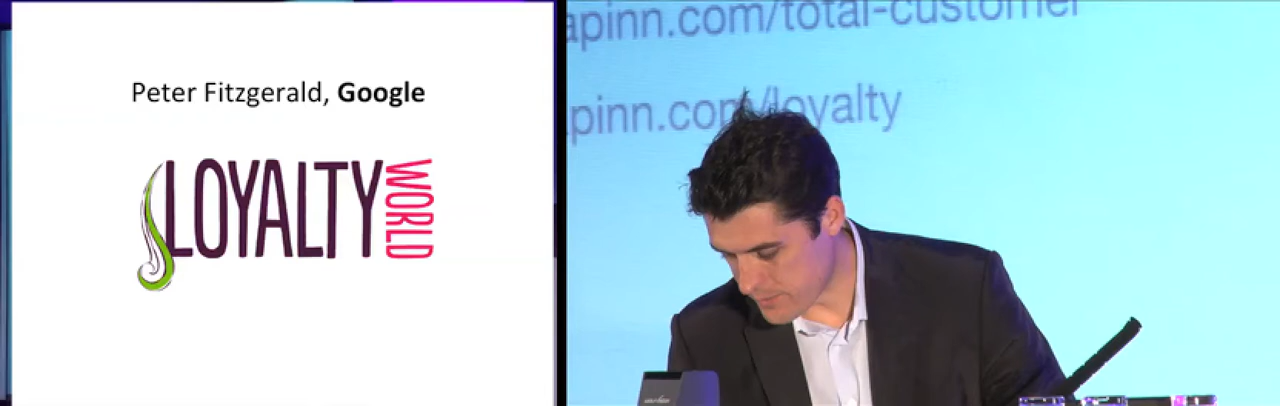 Peter Fitzgerald, Google
LOYALTY
WORLD
apinn.com/total-customer
apinn.com/loyalty